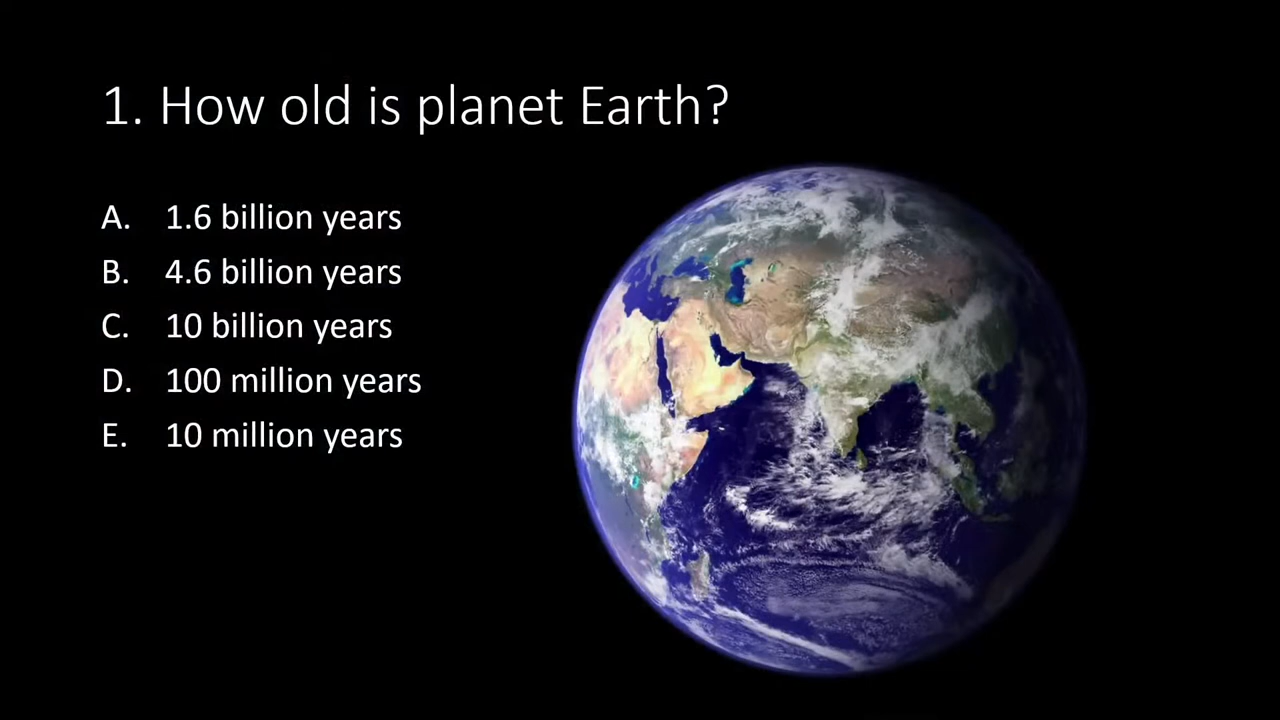 1. How old is planet Earth?
A. 1.6 billion years
B. 4.6 billion years
C. 10 billion years
D. 100 million years
E. 10 million years